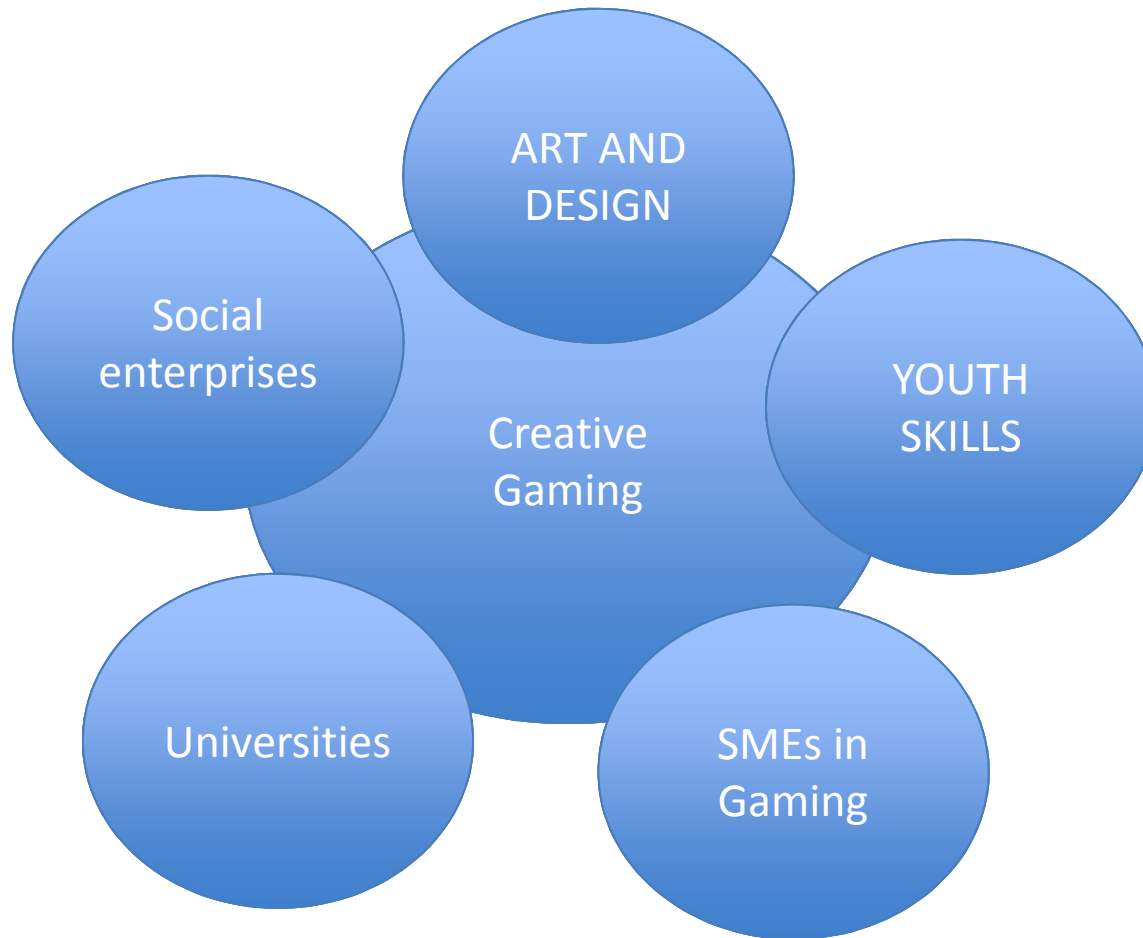 ART AND
DESIGN
Social
enterprises
YOUTH
SKILLS
Creative
Gaming
Universities
SMEs in
Gaming